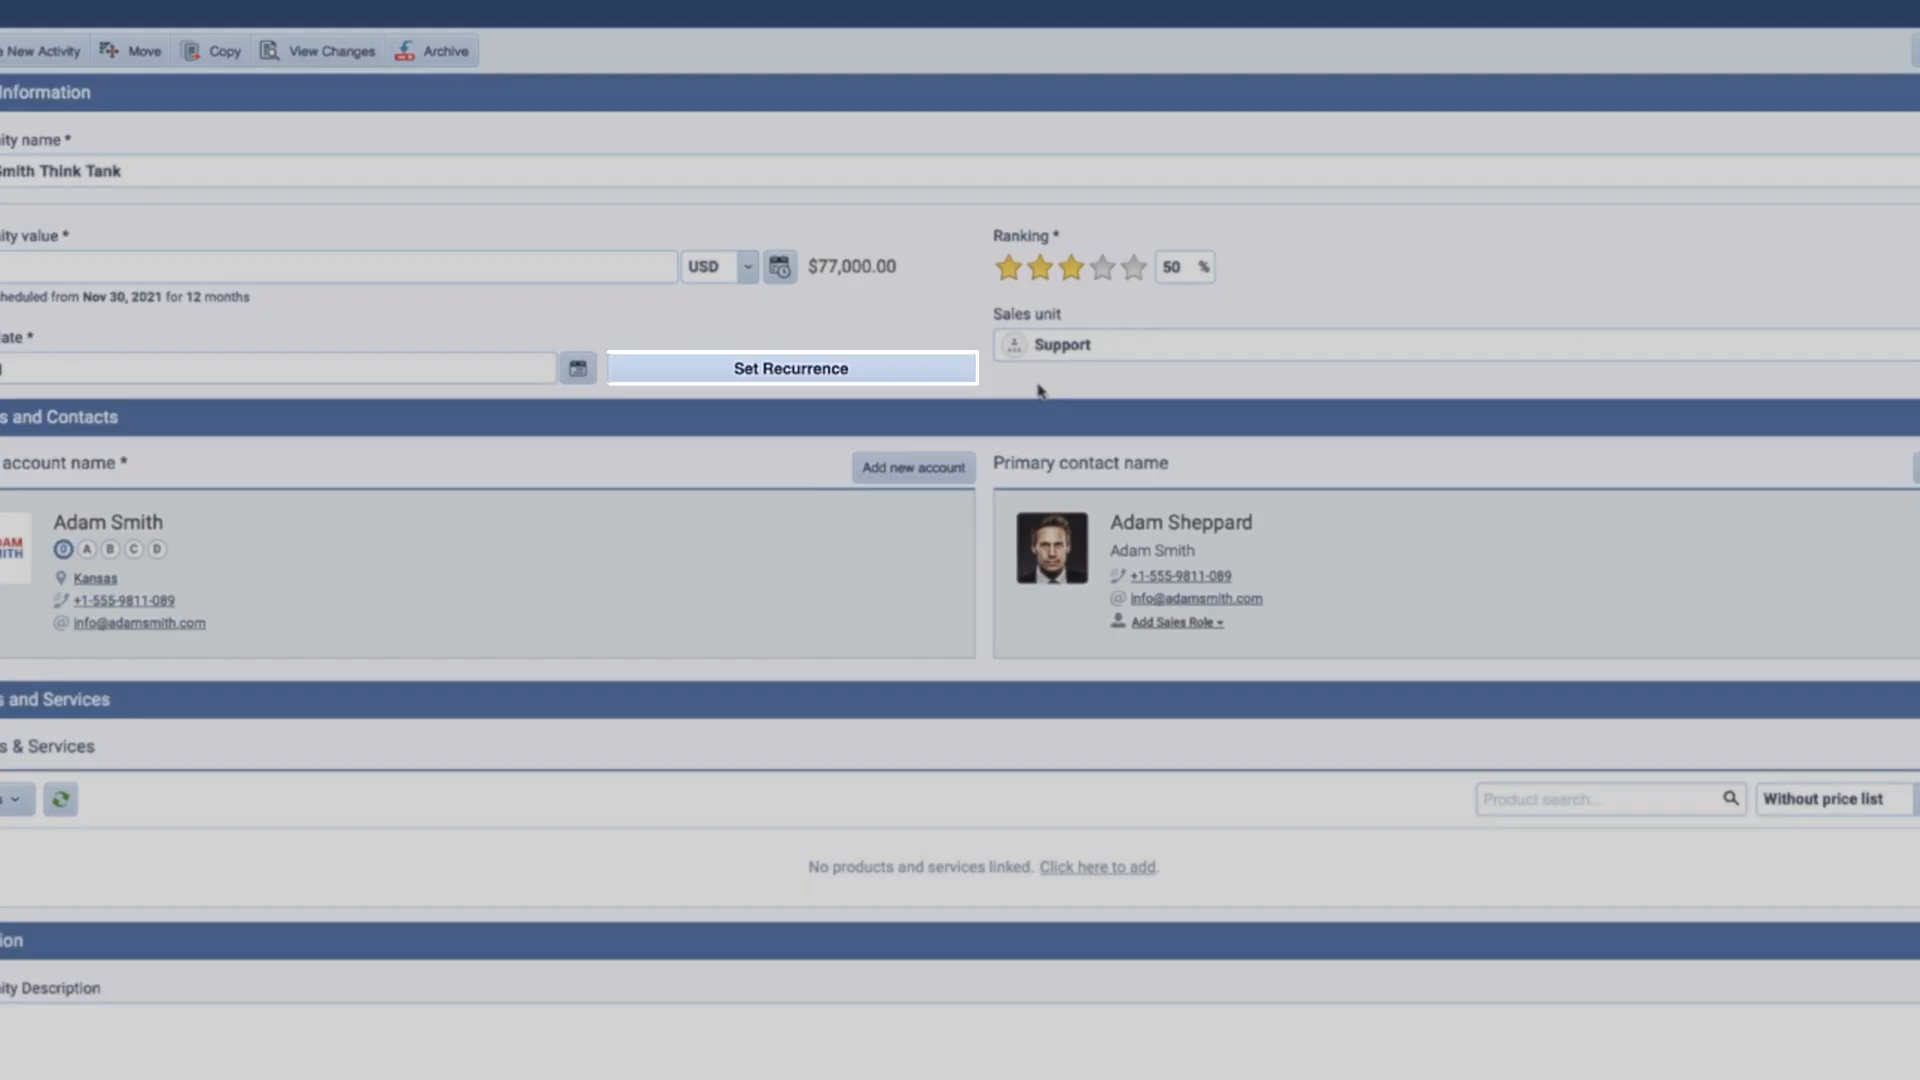 New Activity Move Copy View Changes Archive
Information
ity name *
Smith Think Tank
ity value *
Ranking *
USD $77,000.00
50 %
heduled from Nov 30, 2021 for 12 months
Sales unit
Support
ate *
Set Recurrence
s and Contacts
account name *
Add new account
Primary contact name
Adam Smith
0 A B C D
Kansas
+1-555-9811-089
info@adamsmith.com
AM
ITH
Adam Sheppard
Adam Smith
+1-555-9811-089
info@adamsmith.com
Add Sales Role
s and Services
s & Services
Product search...
Without price list
No products and services linked. Click here to add.
ion
ity Description